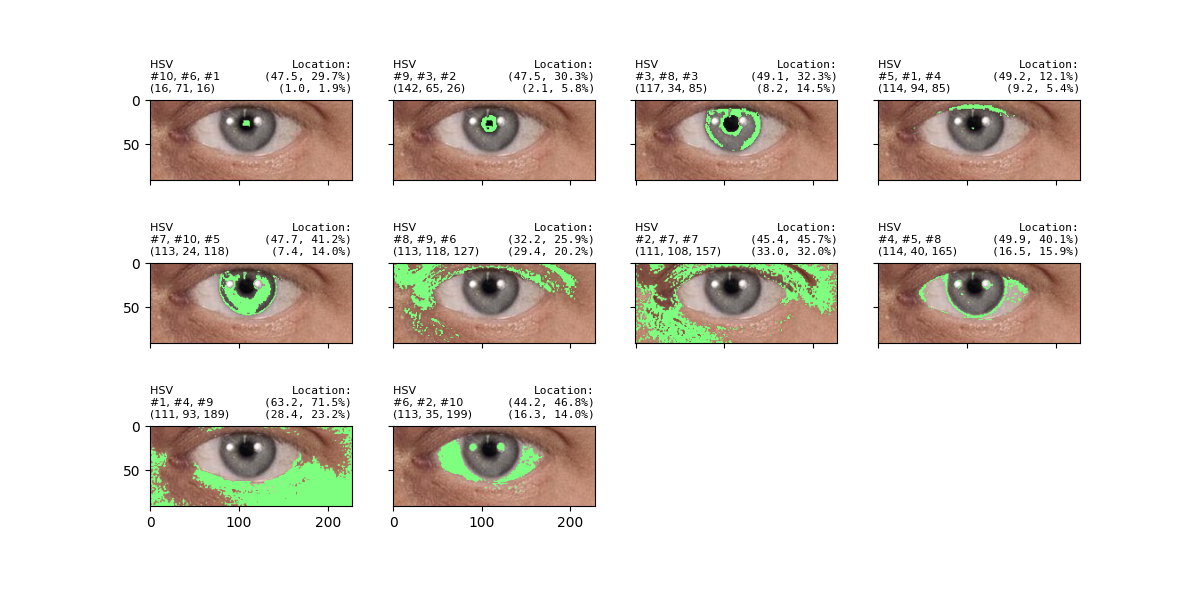 HSV Location:
#10, #6, #1 (47.5, 29.7%)
(16, 71, 16) (1.0, 1.9%)
HSV Location:
#9, #3, #2 (47.5, 30.3%)
(142, 65, 26) (2.1, 5.8%)
HSV Location:
#3, #8, #3 (49.1, 32.3%)
(117, 34, 85) (8.2, 14.5%)
HSV Location:
#5, #1, #4 (49.2, 12.1%)
(114, 94, 85) (9.2, 5.4%)
0
50
HSV Location:
#7, #10, #5 (47.7, 41.2%)
(113, 24, 118) (7.4, 14.0%)
HSV Location:
#8, #9, #6 (32.2, 25.9%)
(113, 118, 127) (29.4, 20.2%)
HSV Location:
#2, #7, #7 (45.4, 45.7%)
(111, 108, 157) (33.0, 32.0%)
HSV Location:
#4, #5, #8 (49.9, 40.1%)
(114, 40, 165) (16.5, 15.9%)
0
50
HSV Location:
#1, #4, #9 (63.2, 71.5%)
(111, 93, 189) (28.4, 23.2%)
HSV Location:
#6, #2, #10 (44.2, 46.8%)
(113, 35, 199) (16.3, 14.0%)
0
50
0 100 200
0 100 200